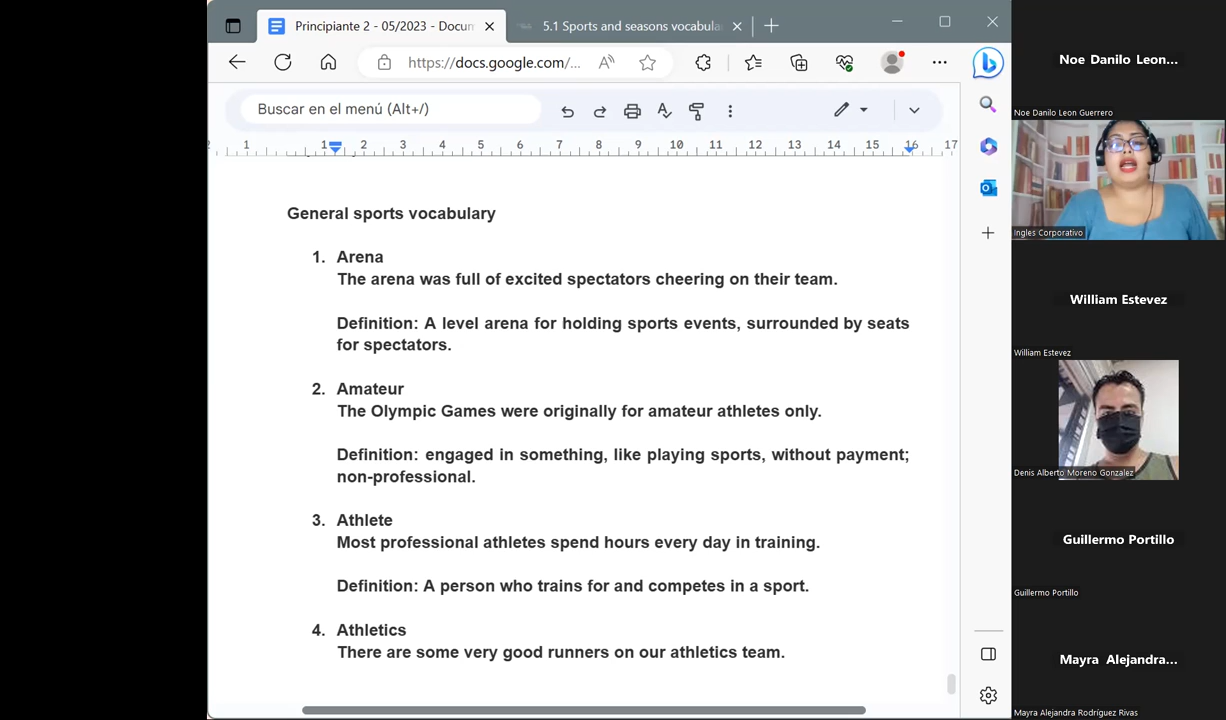 Principiante 2 - 05/2023 - Docum
5.1 Sports and seasons vocabula
https://docs.google.com/...
Buscar en el menú (Alt+/)
2 1 1 2 3 4 5 6 7 8 9 10 11 12 13 14 15 16 17
General sports vocabulary
1. Arena
The arena was full of excited spectators cheering on their team.
Definition: A level arena for holding sports events, surrounded by seats
for spectators.
2. Amateur
The Olympic Games were originally for amateur athletes only.
Definition: engaged in something, like playing sports, without payment;
non-professional.
3. Athlete
Most professional athletes spend hours every day in training.
Definition: A person who trains for and competes in a sport.
4. Athletics
There are some very good runners on our athletics team.
Noe Danilo Leon...
Noe Danilo Leon Guerrero
Ingles Corporativo
William Estevez
William Estevez
Denis Alberto Moreno Gonzalez
Guillermo Portillo
Guillermo Portillo
Mayra Alejandra...
Mayra Alejandra Rodríguez Rivas